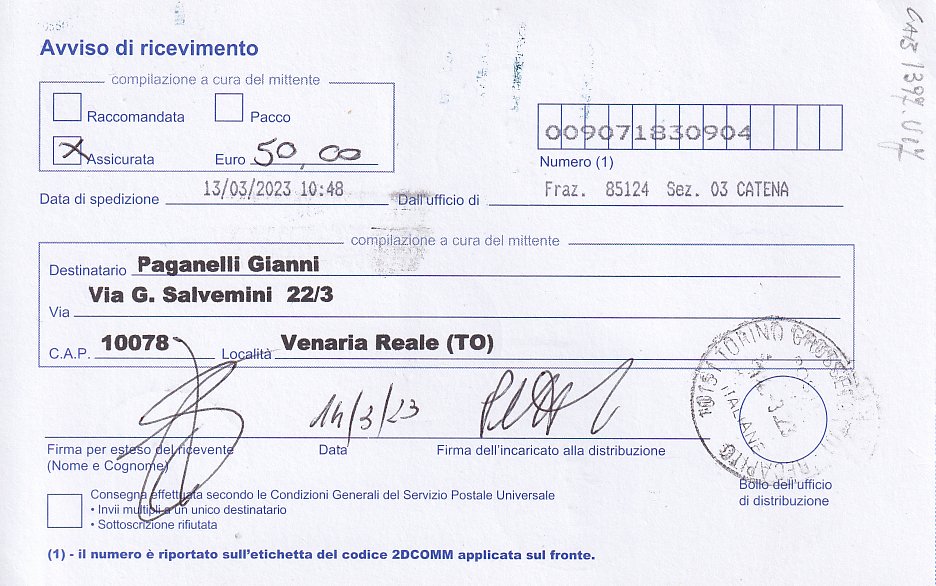 Avviso di ricevimento
compilazione a cura del mittente
Raccomandata Pacco
X Assicurata Euro 50,00
009071830904
Numero (1)
Data di spedizione 13/03/2023 10:48 Dall'ufficio di Fraz. 85124 Sez. 03 CATENA
compilazione a cura del mittente
Destinatario Paganelli Gianni
Via Via G. Salvemini 22/3
C.A.P. 10078 Località Venaria Reale (TO)
14/3/23
Firma per esteso del ricevente
(Nome e Cognome)
Data
Firma dell'incaricato alla distribuzione
TORINO
ITALIANE
RECAPITO
Bollo dell'ufficio
di distribuzione
Consegna effettuata secondo le Condizioni Generali del Servizio Postale Universale
• Invii multipli a un unico destinatario
• Sottoscrizione rifiutata
(1) - il numero è riportato sull'etichetta del codice 2DCOMM applicata sul fronte.